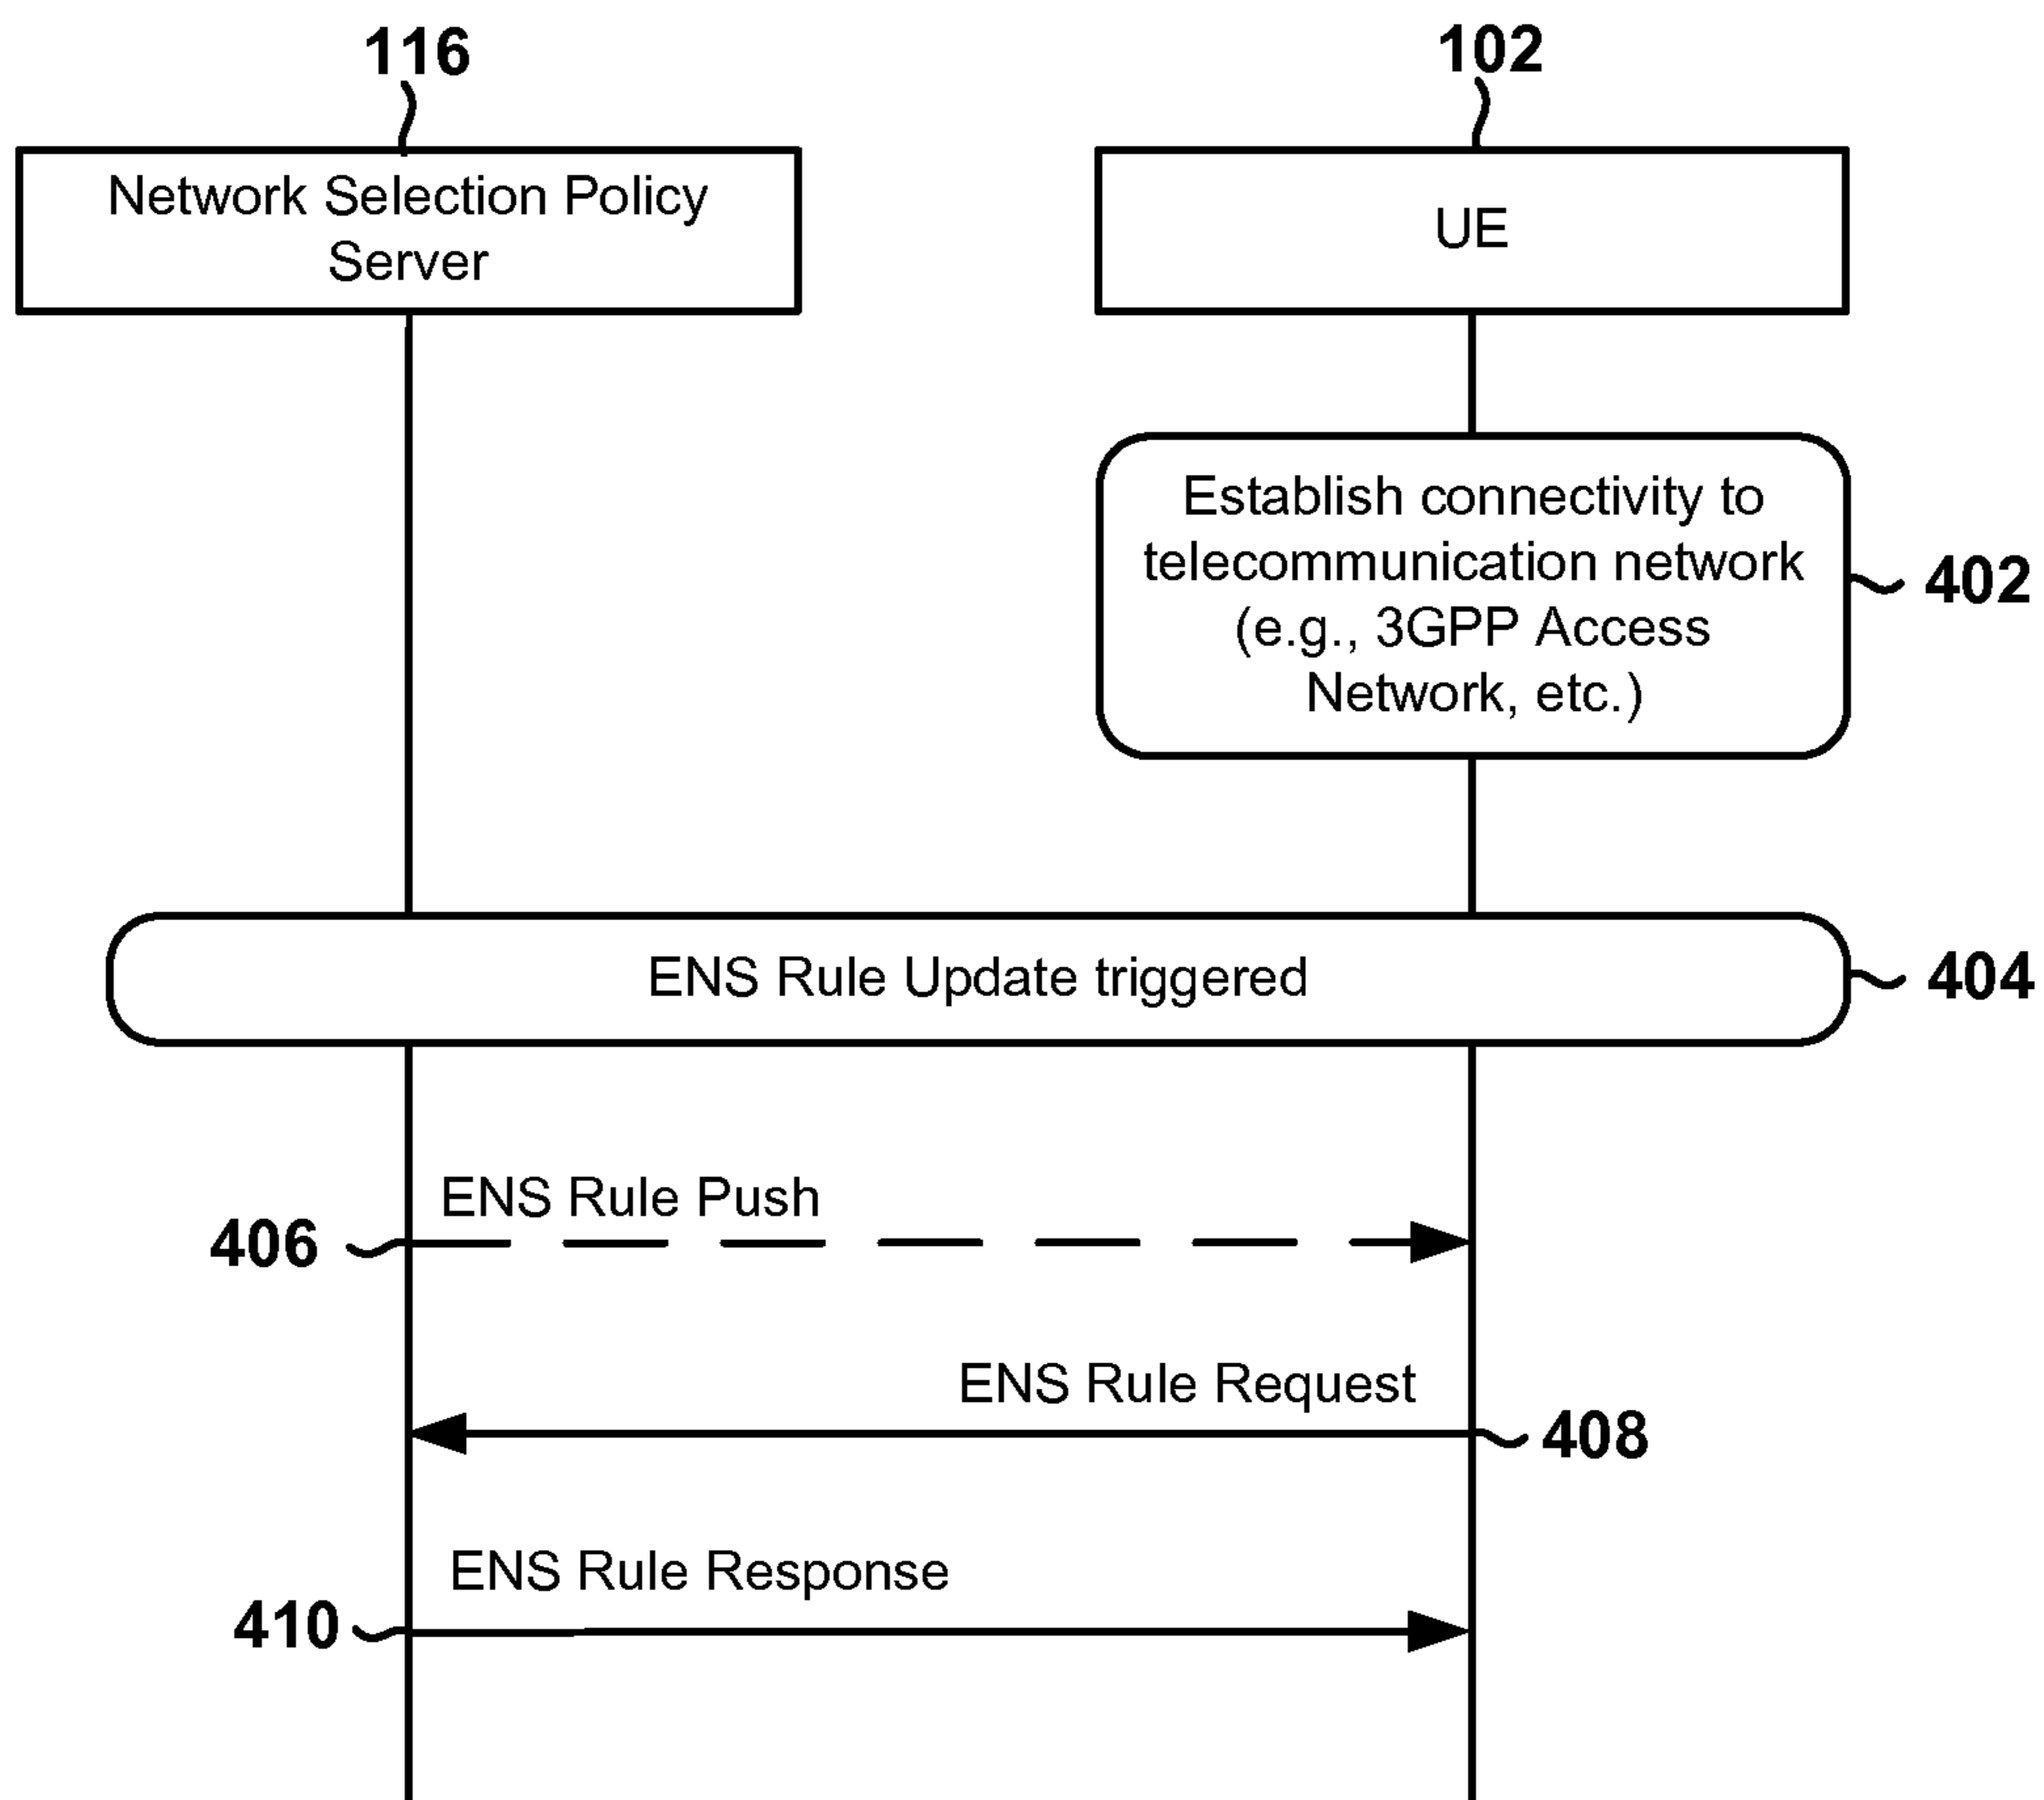 116
102
Network Selection Policy
Server
UE
Establish connectivity to
telecommunication network
(e.g., 3GPP Access
Network, etc.)
402
ENS Rule Update triggered
404
ENS Rule Push
406
ENS Rule Request
408
ENS Rule Response
410